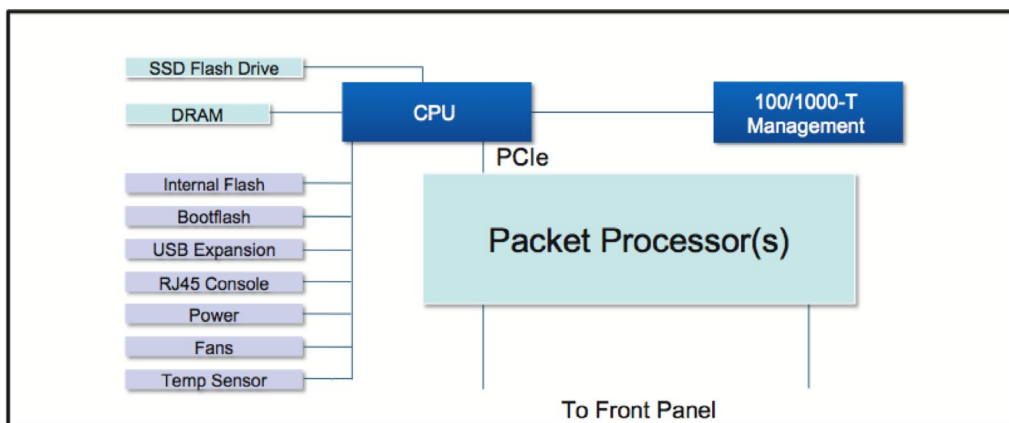 SSD Flash Drive
DRAM
CPU
100/1000-T
Management
PCIe
Internal Flash
Bootflash
USB Expansion
RJ45 Console
Power
Fans
Temp Sensor
Packet Processor(s)
To Front Panel